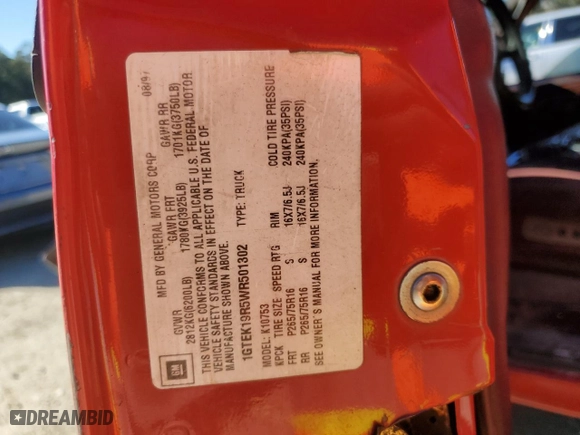 MFD BY GENERAL MOTORS CORP 08/97
GVWR GAWR FRT GAWR RR
2812KG(6200LB) 1780KG(3925LB) 1701KG(3750LB)
THIS VEHICLE CONFORMS TO ALL APPLICABLE U.S. FEDERAL MOTOR
VEHICLE SAFETY STANDARDS IN EFFECT ON THE DATE OF
MANUFACTURE SHOWN ABOVE.
1GTEK19R5WR501302 TYPE: TRUCK
MODEL: K10753
KPCK TIRE SIZE SPEED RTG RIM COLD TIRE PRESSURE
FRT P265/75R16 S 16X7/6.5J 240KPA(35PSI)
RR P265/75R16 S 16X7/6.5J 240KPA(35PSI)
SEE OWNER'S MANUAL FOR MORE INFORMATION.
GM
DREAMBID